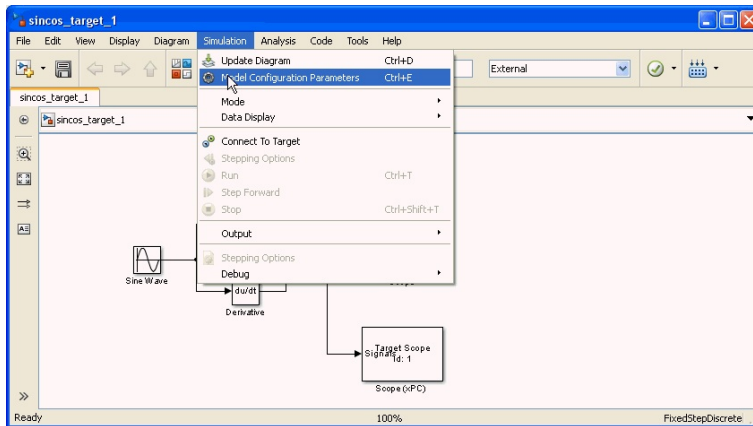 sincos_target_1
File Edit View Display Diagram Simulation Analysis Code Tools Help
External
sincos_target_1
sincos_target_1
Update Diagram Ctrl+D
Model Configuration Parameters Ctrl+E
Mode
Data Display
Connect To Target
Stepping Options
Run Ctrl+T
Step Forward
Stop Ctrl+Shift+T
Output
Stepping Options
Debug
Sine Wave
du/dt
Derivative
Target Scope
Signals
Id: 1
Scope (xPC)
Ready 100% FixedStepDiscrete